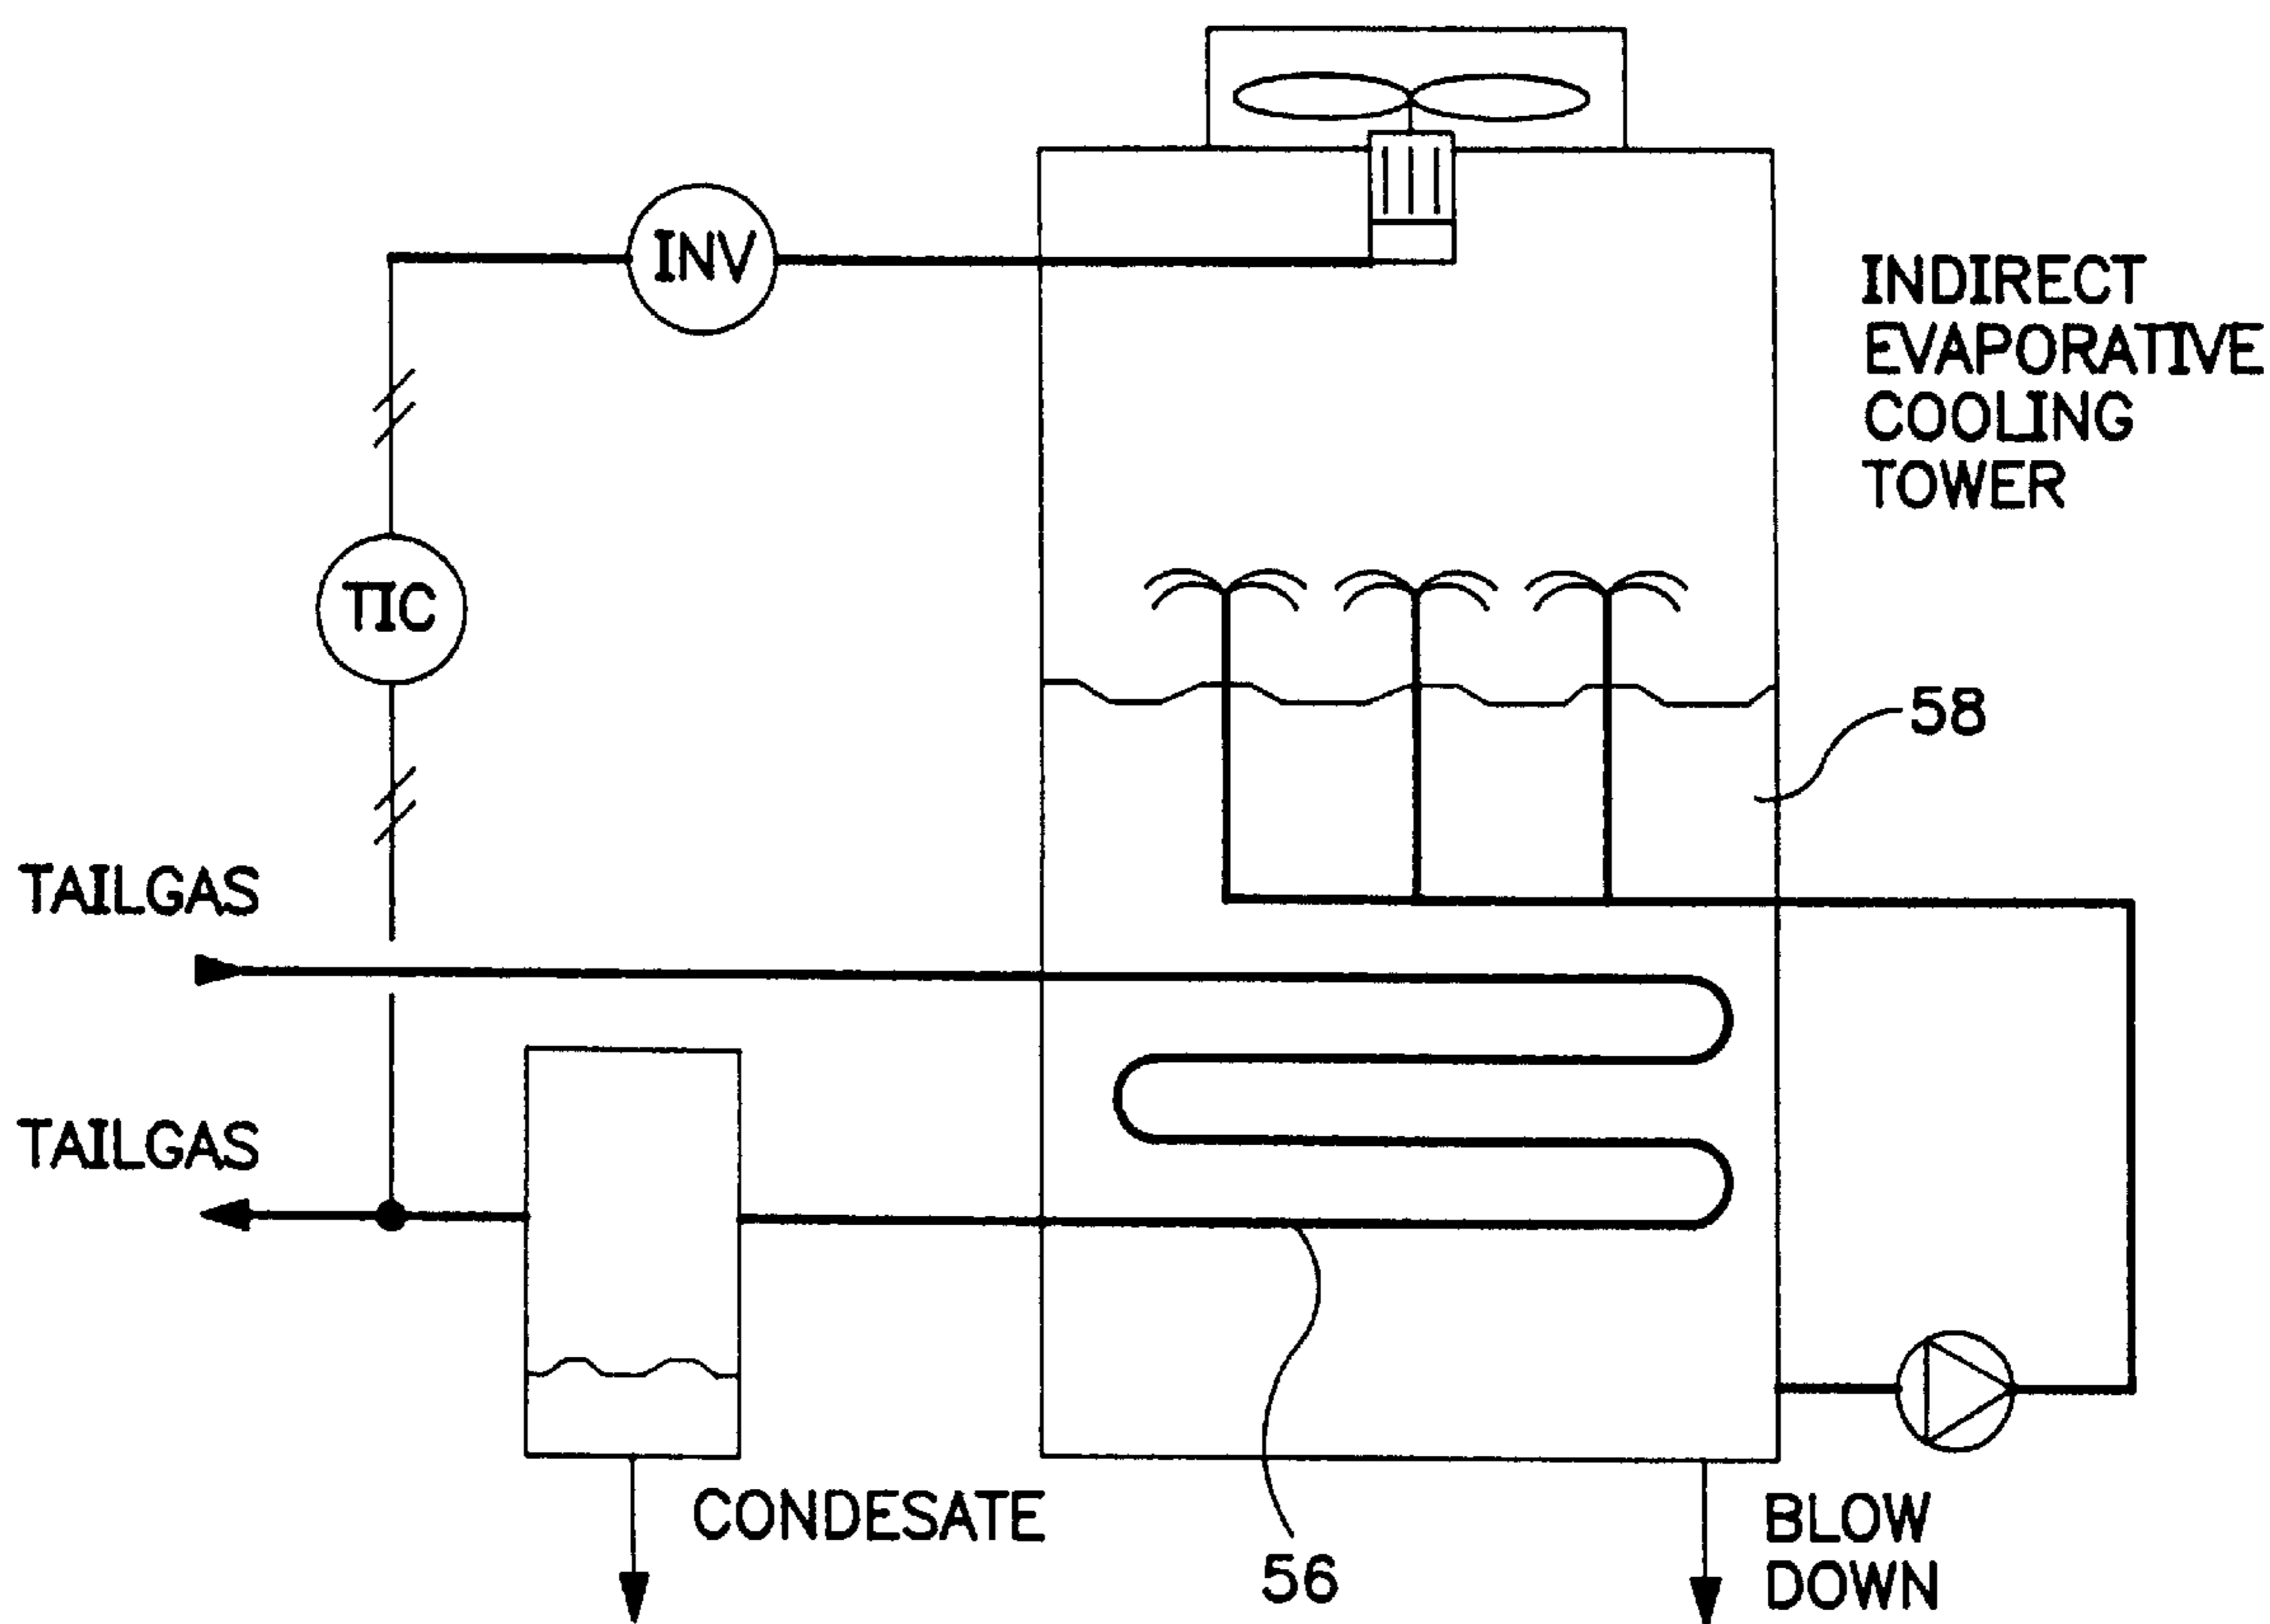 INV
INDIRECT
EVAPORATIVE
COOLING
TOWER
TIC
58
TAILGAS
TAILGAS
CONDESATE
56
BLOW
DOWN